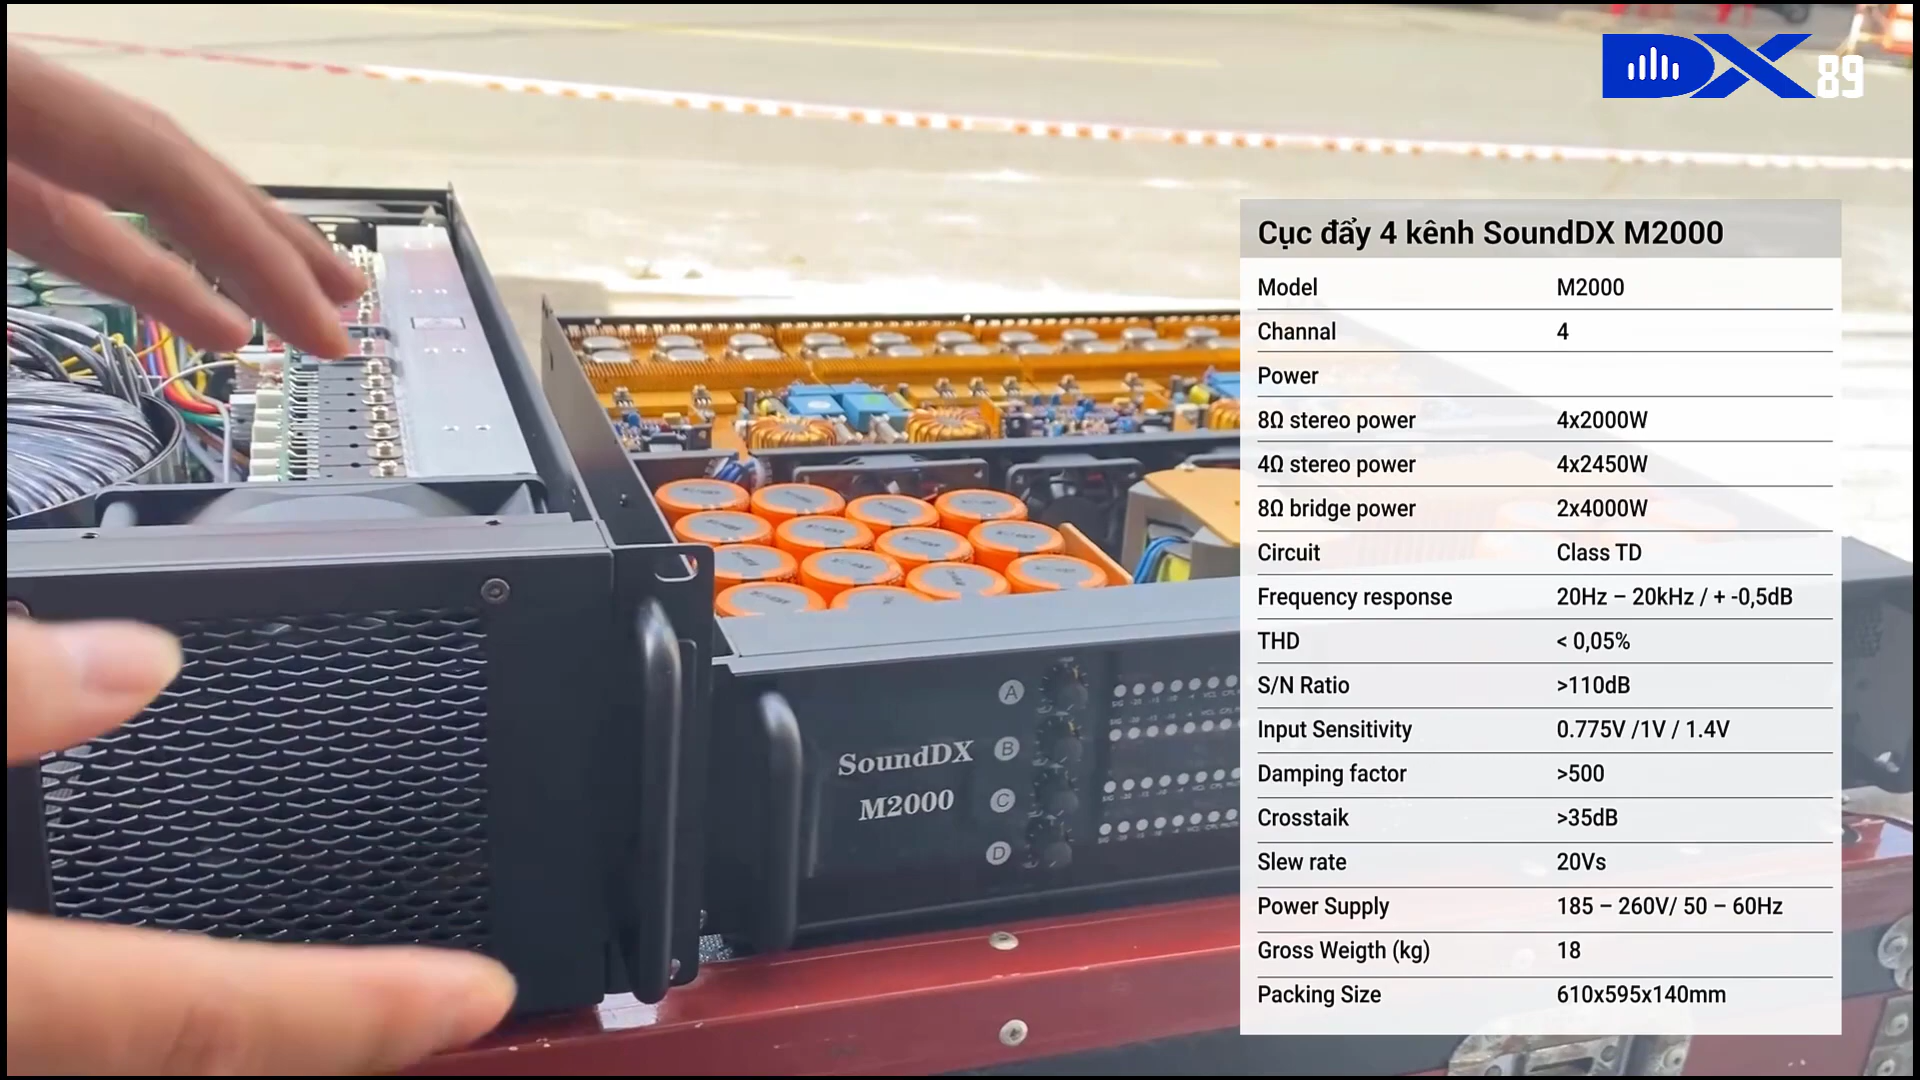 DX 89
Cục đẩy 4 kênh SoundDX M2000
Model M2000
Channal 4
Power
8Ω stereo power 4x2000W
4Ω stereo power 4x2450W
8Ω bridge power 2x4000W
Circuit Class TD
Frequency response 20Hz – 20kHz / + -0,5dB
THD < 0,05%
S/N Ratio >110dB
Input Sensitivity 0.775V /1V / 1.4V
Damping factor >500
Crosstaik >35dB
Slew rate 20Vs
Power Supply 185 – 260V/ 50 – 60Hz
Gross Weigth (kg) 18
Packing Size 610x595x140mm
SoundDX
M2000
A
B
C
D